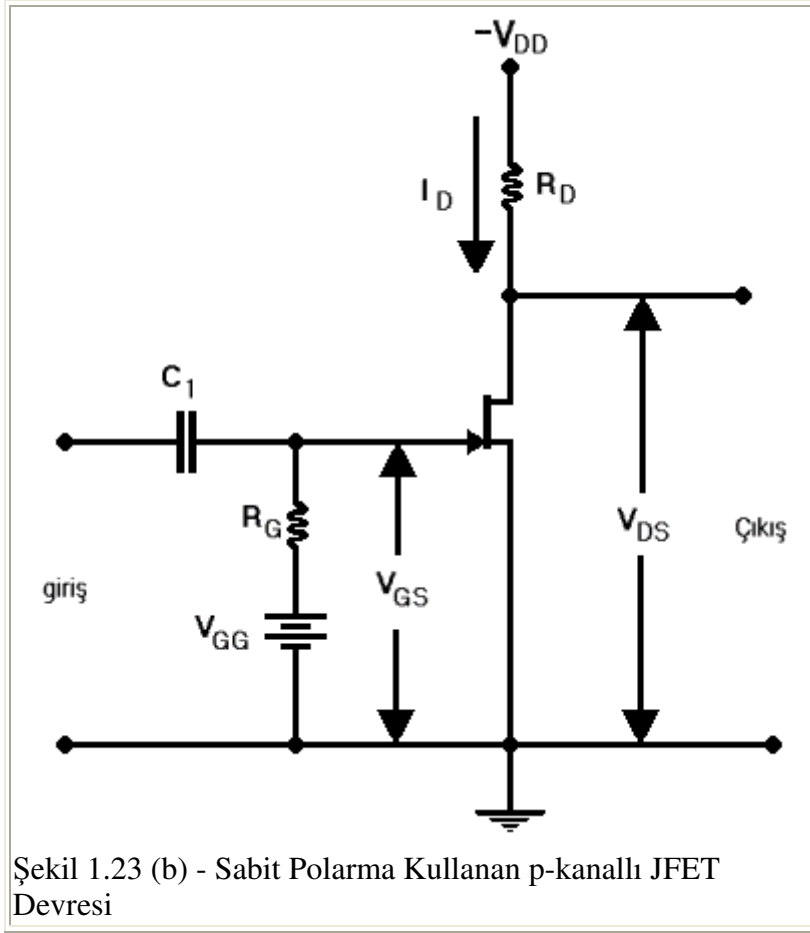 -VDD
ID
RD
C1
RG
VGS
VDS
Çıkış
giriş
VGG
Şekil 1.23 (b) - Sabit Polarma Kullanan p-kanallı JFET
Devresi